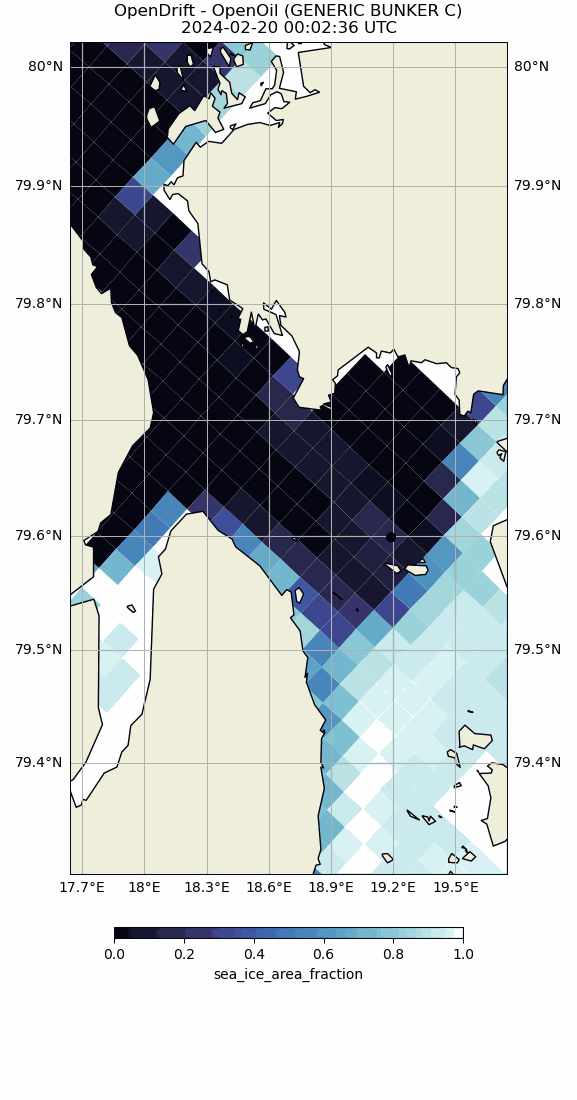 OpenDrift - OpenOil (GENERIC BUNKER C)
2024-02-20 00:02:36 UTC
80°N 80°N
79.9°N 79.9°N
79.8°N 79.8°N
79.7°N 79.7°N
79.6°N 79.6°N
79.5°N 79.5°N
79.4°N 79.4°N
17.7°E 18°E 18.3°E 18.6°E 18.9°E 19.2°E 19.5°E
0.0 0.2 0.4 0.6 0.8 1.0
sea_ice_area_fraction